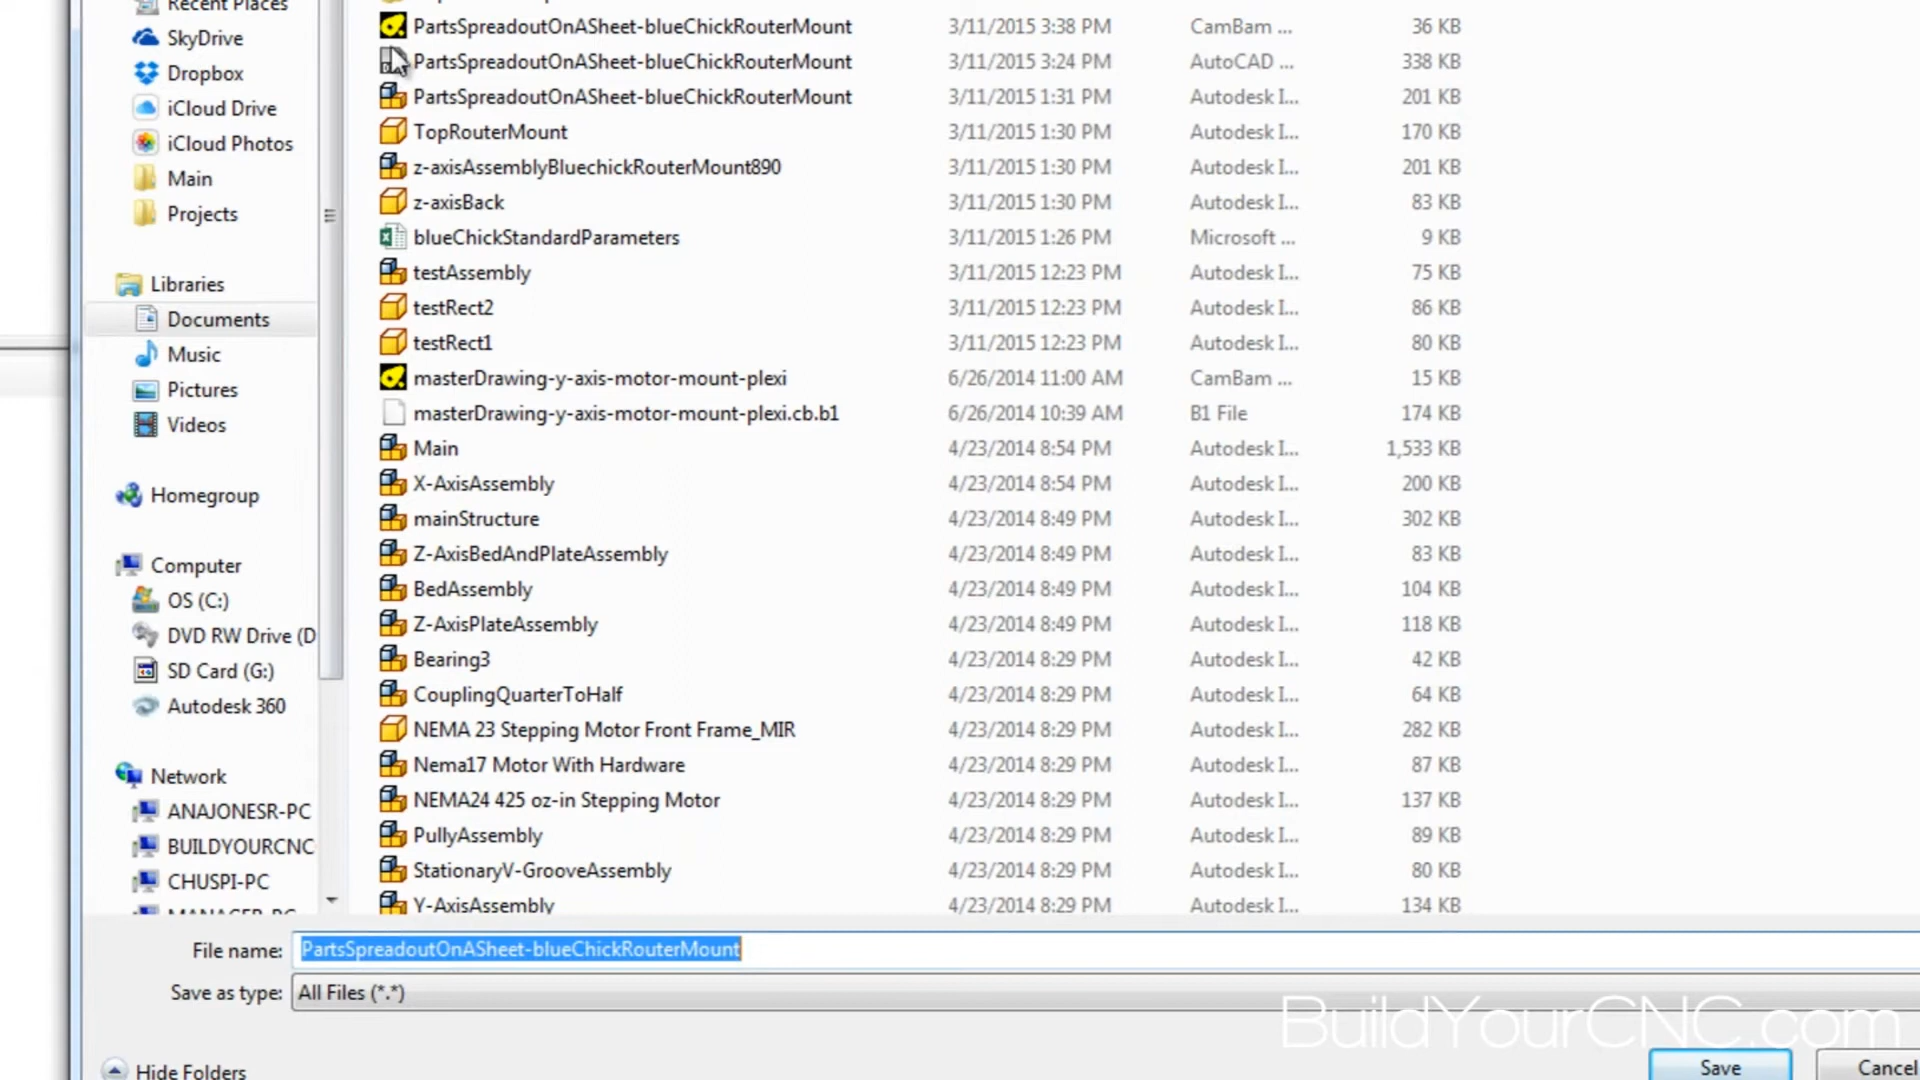 Recent Places
SkyDrive
Dropbox
iCloud Drive
iCloud Photos
Main
Projects
Libraries
Documents
Music
Pictures
Videos
Homegroup
Computer
OS (C:)
DVD RW Drive (D
SD Card (G:)
Autodesk 360
Network
ANAJONESR-PC
BUILDYOURCNC
CHUSPI-PC
MANAGER-PC
PartsSpreadoutOnASheet-blueChickRouterMount 3/11/2015 3:38 PM CamBam ... 36 KB
PartsSpreadoutOnASheet-blueChickRouterMount 3/11/2015 3:24 PM AutoCAD ... 338 KB
PartsSpreadoutOnASheet-blueChickRouterMount 3/11/2015 1:31 PM Autodesk I... 201 KB
TopRouterMount 3/11/2015 1:30 PM Autodesk I... 170 KB
z-axisAssemblyBluechickRouterMount890 3/11/2015 1:30 PM Autodesk I... 201 KB
z-axisBack 3/11/2015 1:30 PM Autodesk I... 83 KB
blueChickStandardParameters 3/11/2015 1:26 PM Microsoft ... 9 KB
testAssembly 3/11/2015 12:23 PM Autodesk I... 75 KB
testRect2 3/11/2015 12:23 PM Autodesk I... 86 KB
testRect1 3/11/2015 12:23 PM Autodesk I... 80 KB
masterDrawing-y-axis-motor-mount-plexi 6/26/2014 11:00 AM CamBam ... 15 KB
masterDrawing-y-axis-motor-mount-plexi.cb.b1 6/26/2014 10:39 AM B1 File 174 KB
Main 4/23/2014 8:54 PM Autodesk I... 1,533 KB
X-AxisAssembly 4/23/2014 8:54 PM Autodesk I... 200 KB
mainStructure 4/23/2014 8:49 PM Autodesk I... 302 KB
Z-AxisBedAndPlateAssembly 4/23/2014 8:49 PM Autodesk I... 83 KB
BedAssembly 4/23/2014 8:49 PM Autodesk I... 104 KB
Z-AxisPlateAssembly 4/23/2014 8:49 PM Autodesk I... 118 KB
Bearing3 4/23/2014 8:29 PM Autodesk I... 42 KB
CouplingQuarterToHalf 4/23/2014 8:29 PM Autodesk I... 64 KB
NEMA 23 Stepping Motor Front Frame_MIR 4/23/2014 8:29 PM Autodesk I... 282 KB
Nema17 Motor With Hardware 4/23/2014 8:29 PM Autodesk I... 87 KB
NEMA24 425 oz-in Stepping Motor 4/23/2014 8:29 PM Autodesk I... 137 KB
PullyAssembly 4/23/2014 8:29 PM Autodesk I... 89 KB
StationaryV-GrooveAssembly 4/23/2014 8:29 PM Autodesk I... 80 KB
Y-AxisAssembly 4/23/2014 8:29 PM Autodesk I... 134 KB
File name: PartsSpreadoutOnASheet-blueChickRouterMount
Save as type: All Files (*.*)
BuildYourCNC.com
Hide Folders
Save
Cancel